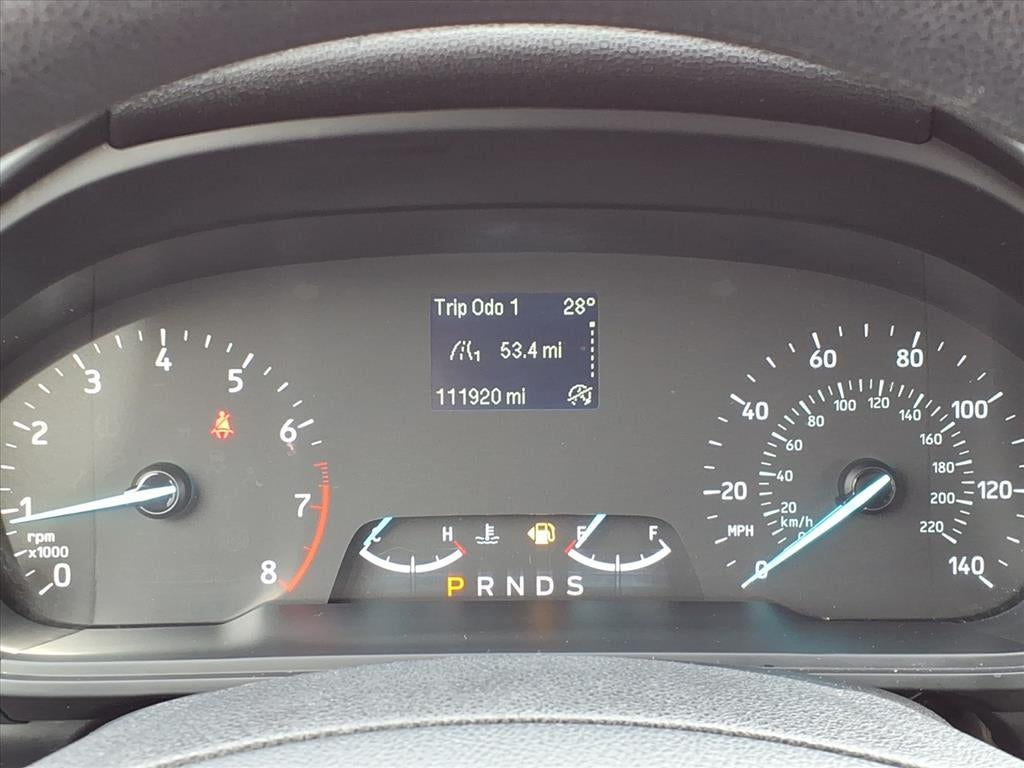 Trip Odo 1 28°
1 53.4 mi
111920 mi
0 1 2 3 4 5 6 7 8
rpm
x1000
0 20 40 60 80 100 120 140
MPH
0 20 40 60 80 100 120 140 160 180 200 220
km/h
C H E F
P R N D S